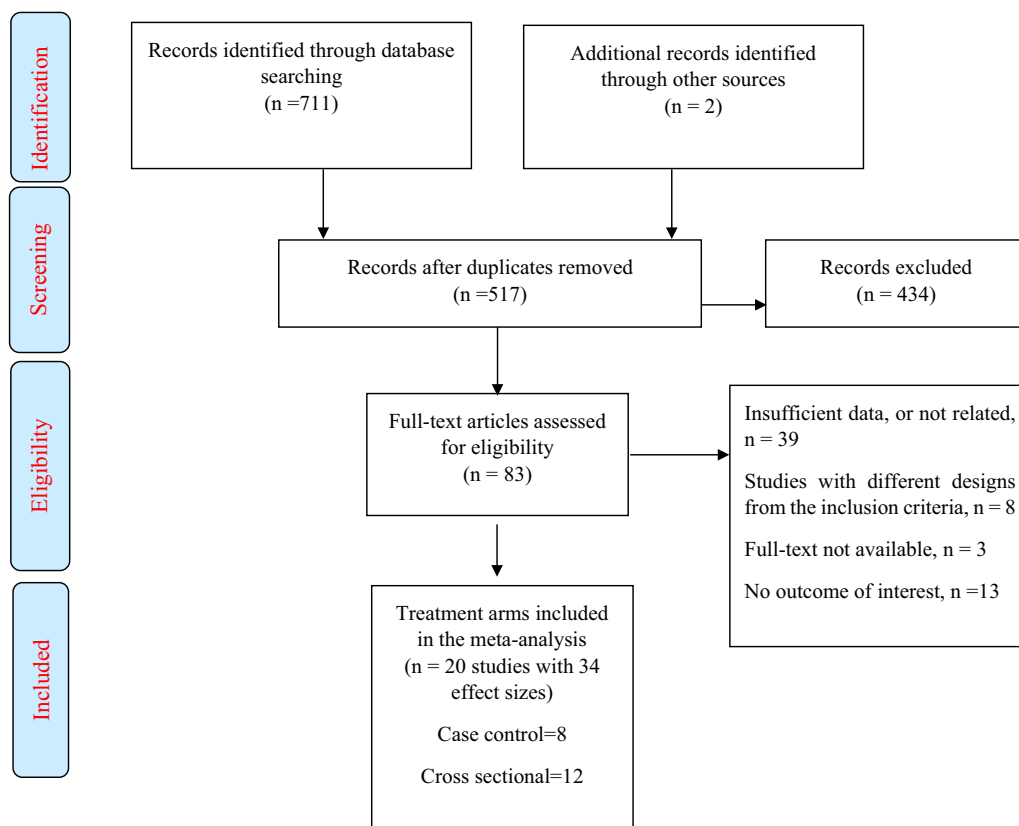 Identification
Records identified through database
searching
(n =711)
Additional records identified
through other sources
(n = 2)
Screening
Records after duplicates removed
(n =517)
Records excluded
(n = 434)
Eligibility
Full-text articles assessed
for eligibility
(n = 83)
Insufficient data, or not related,
n = 39
Studies with different designs
from the inclusion criteria, n = 8
Full-text not available, n = 3
No outcome of interest, n =13
Included
Treatment arms included
in the meta-analysis
(n = 20 studies with 34
effect sizes)
Case control=8
Cross sectional=12